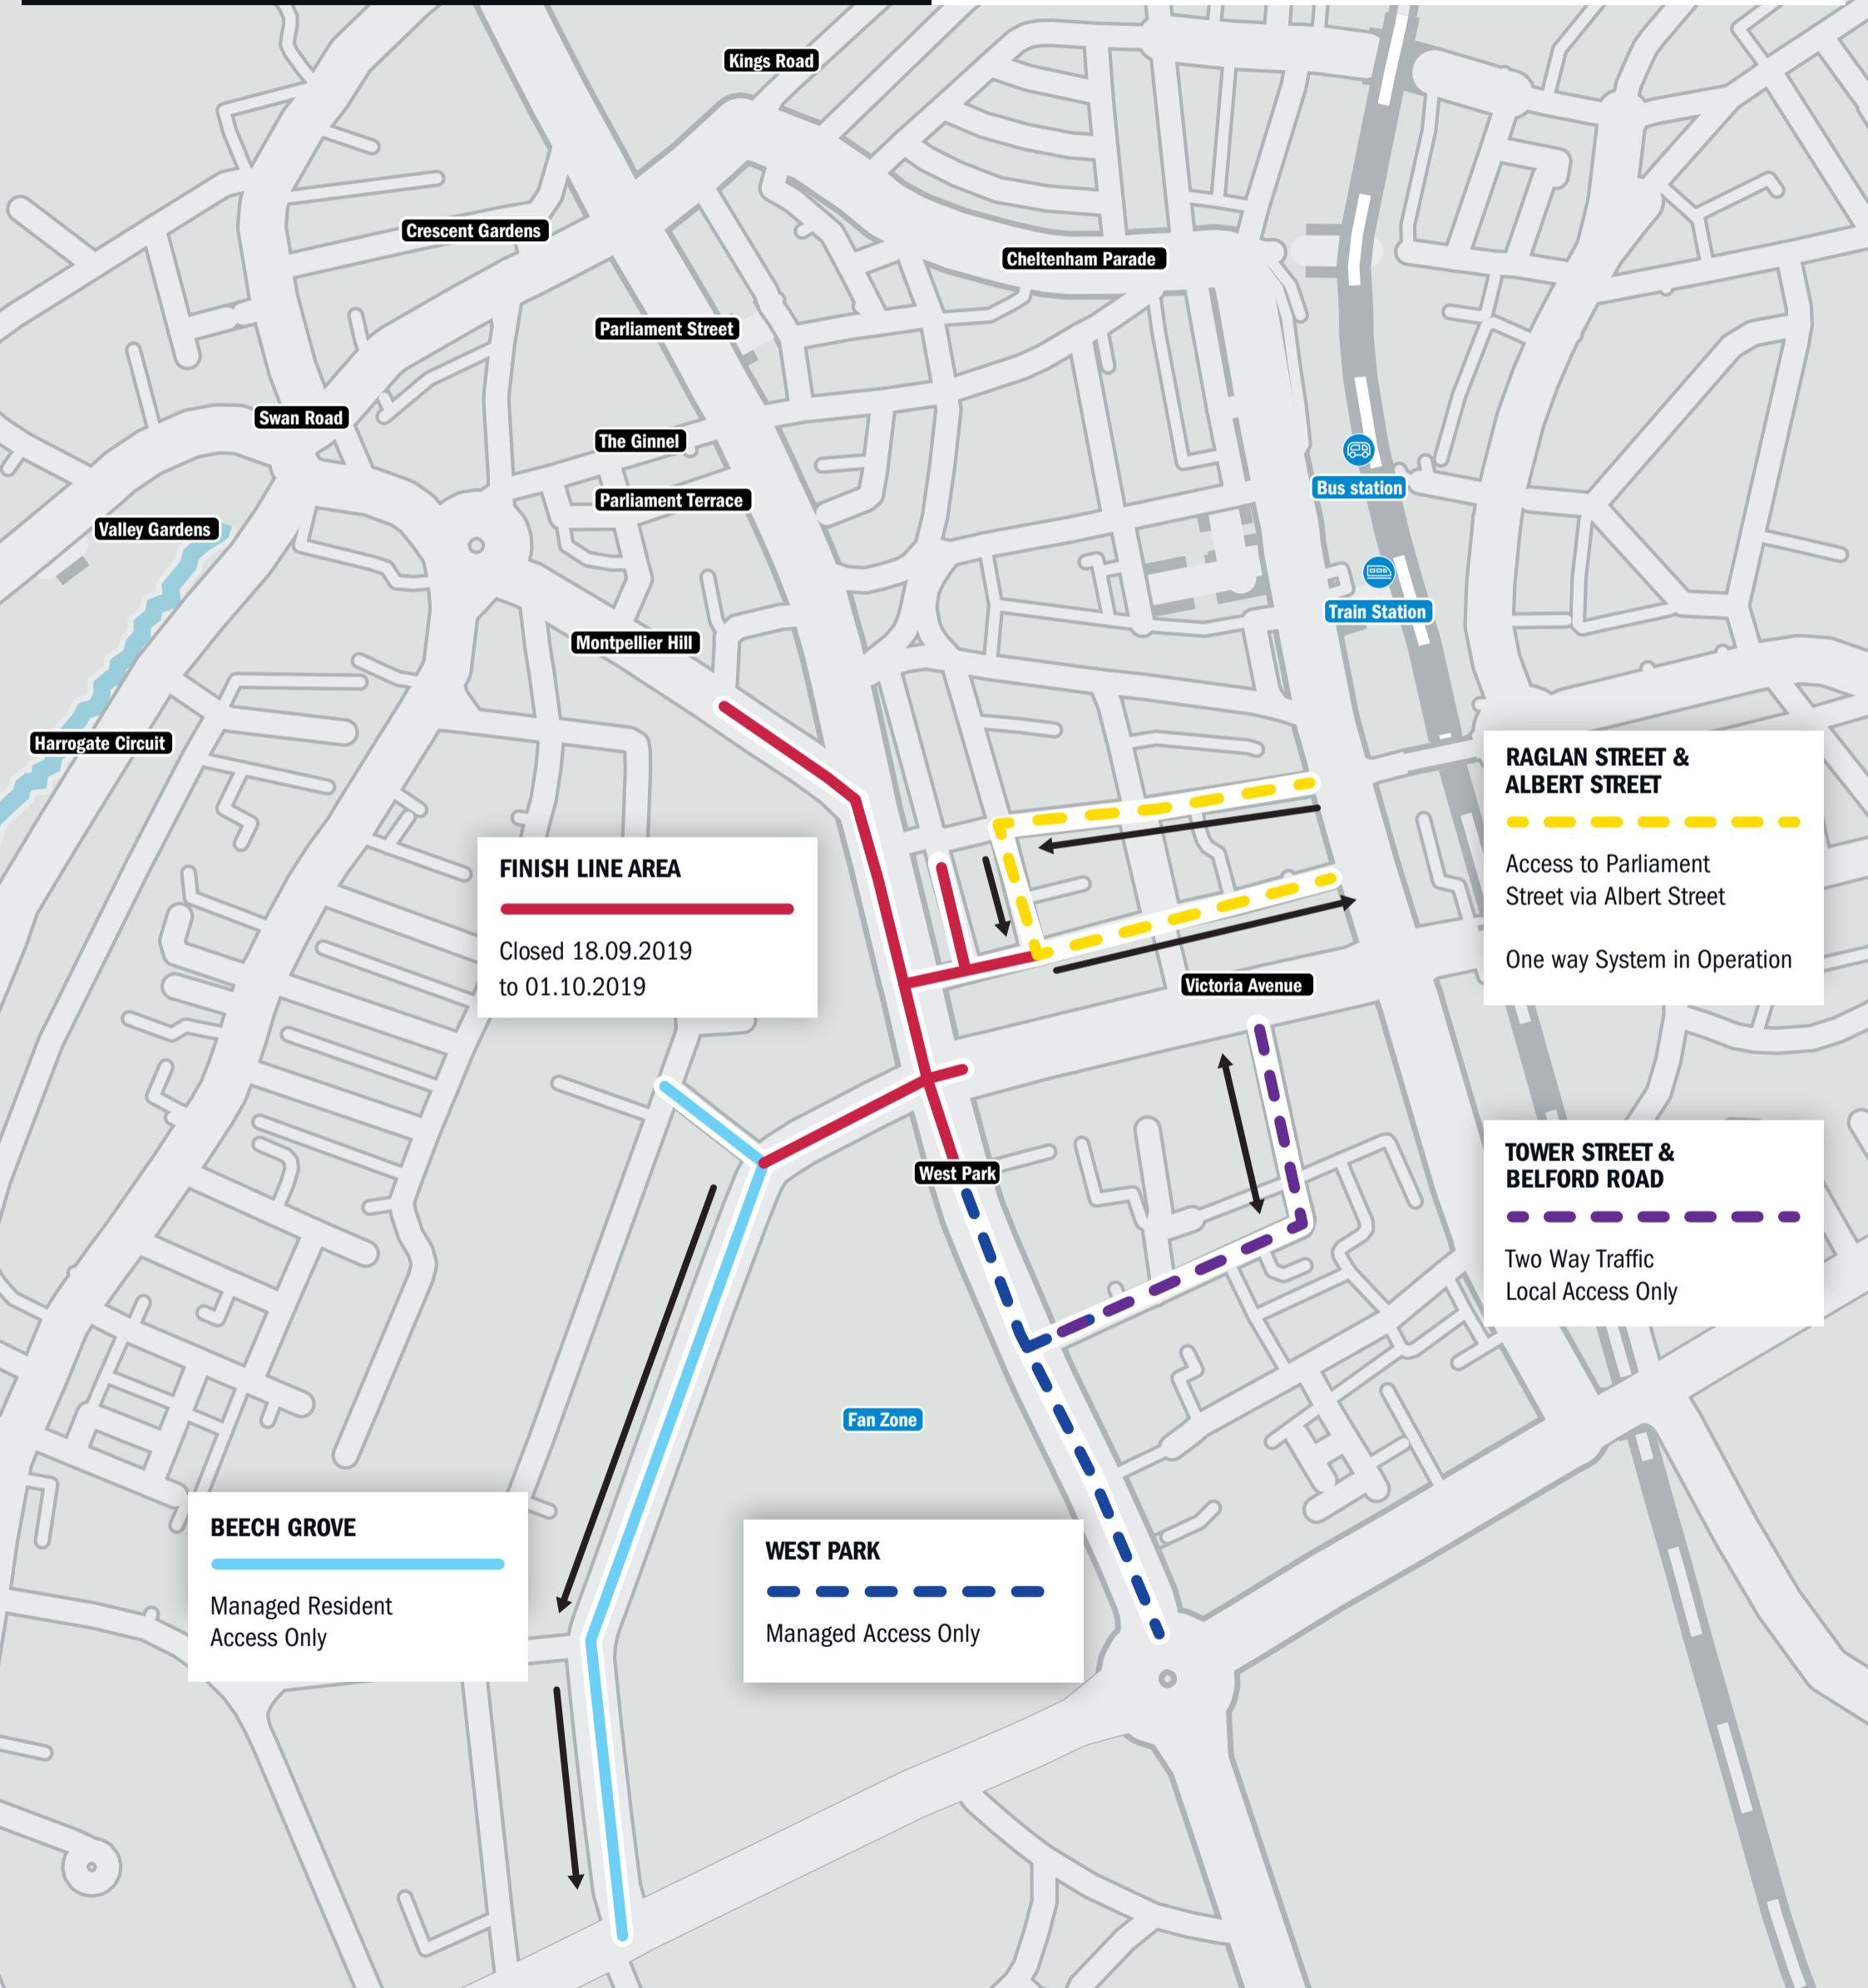 Kings Road
Crescent Gardens
Cheltenham Parade
Parliament Street
Swan Road
The Ginnel
Bus station
Parliament Terrace
Valley Gardens
Train Station
Montpellier Hill
Harrogate Circuit
RAGLAN STREET &
ALBERT STREET
Access to Parliament
Street via Albert Street
One way System in Operation
FINISH LINE AREA
Closed 18.09.2019
to 01.10.2019
Victoria Avenue
West Park
TOWER STREET &
BELFORD ROAD
Two Way Traffic
Local Access Only
Fan Zone
BEECH GROVE
Managed Resident
Access Only
WEST PARK
Managed Access Only